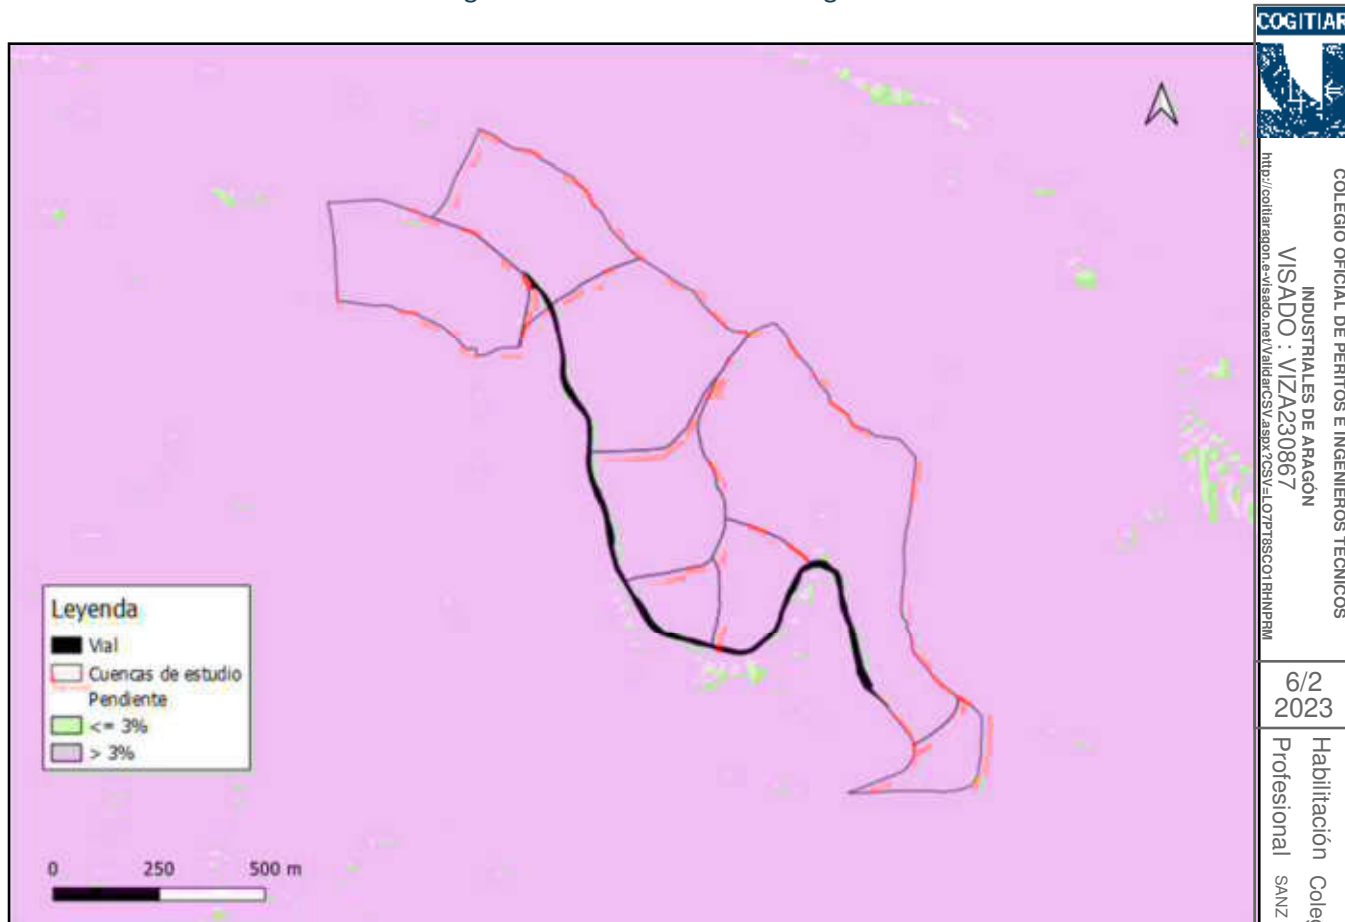 Leyenda
Vial
Cuencas de estudio
Pendiente
<= 3%
> 3%
0 250 500 m
COGITIAR
COLEGIO OFICIAL DE PERITOS E INGENIEROS TECNICOS
INDUSTRIALES DE ARAGÓN
VISADO : VIZA230867
http://coitiaragon.e-visado.net/ValidarCSV.aspx?CSV=LO7PT8SCO1RHNPRM
6/2
2023
Habilitación Coleg
Profesional SANZ